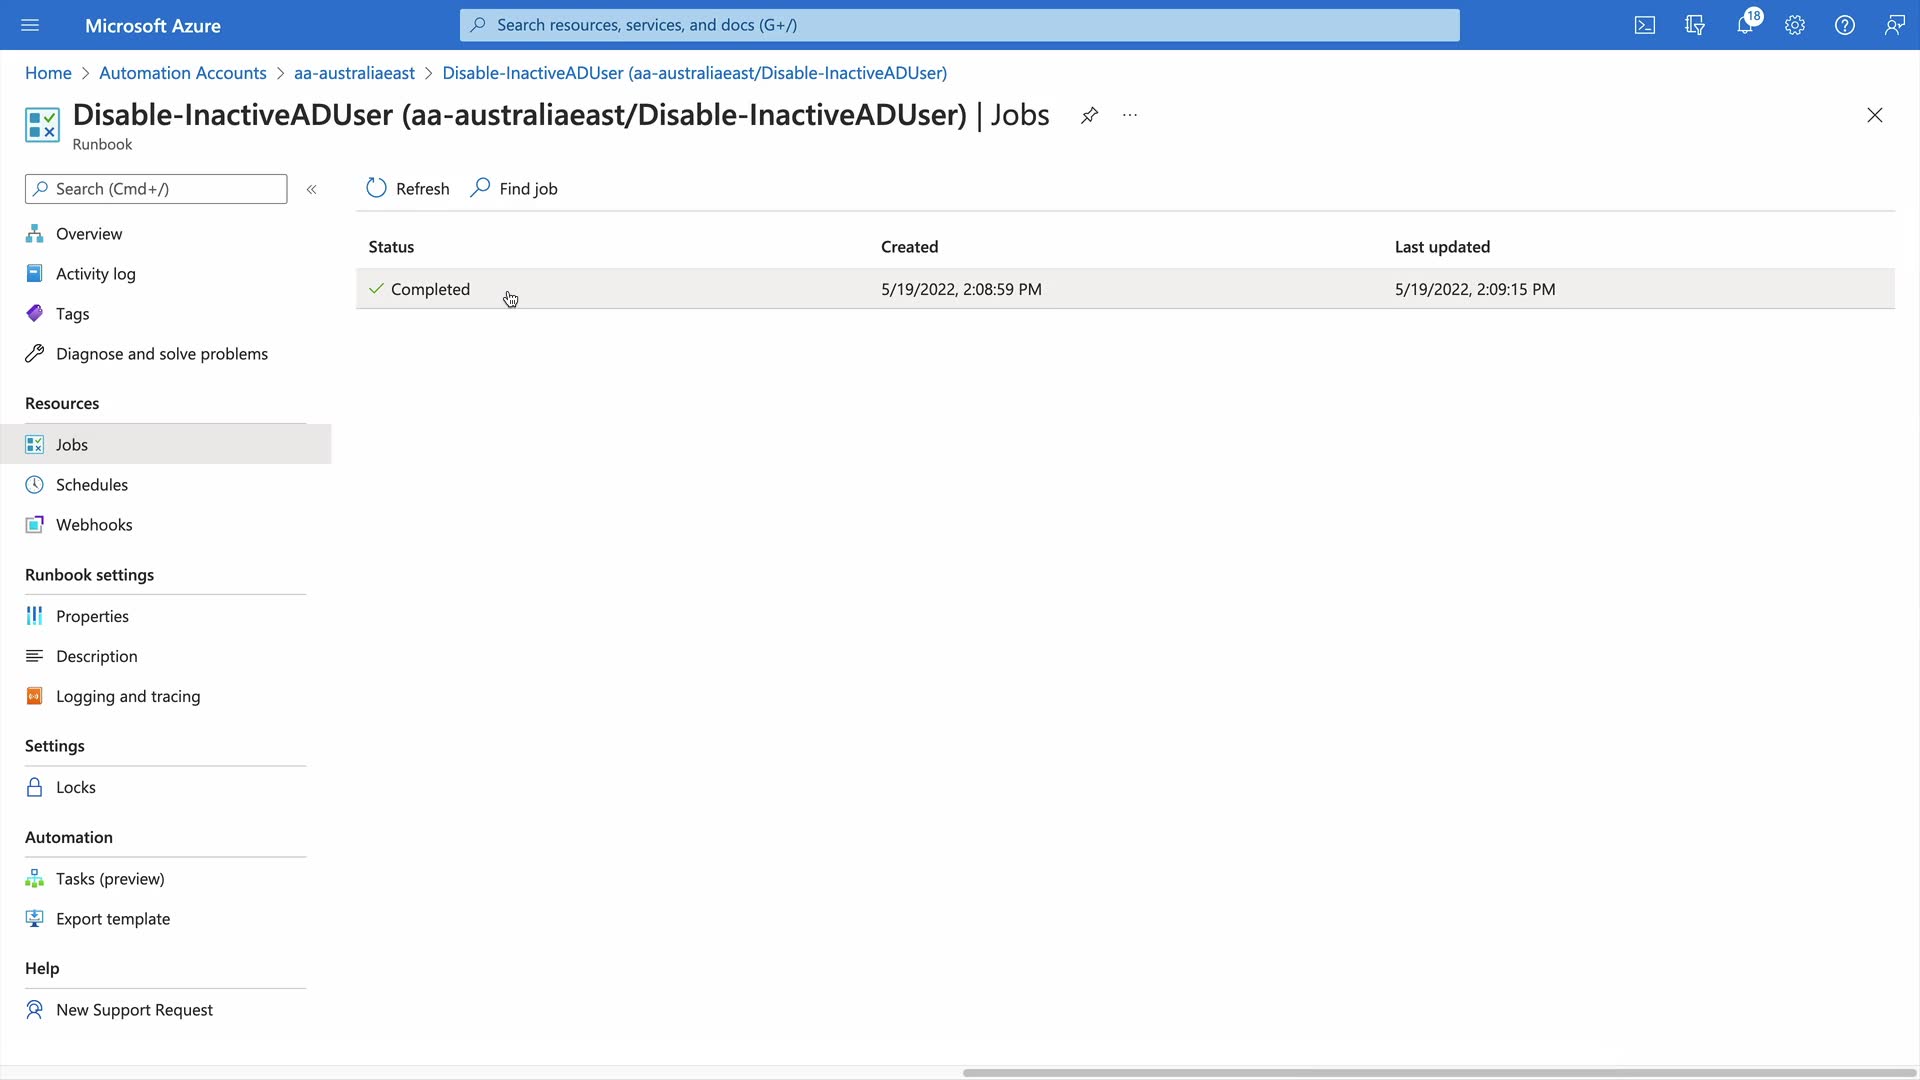 Microsoft Azure
Search resources, services, and docs (G+/)
18
Home > Automation Accounts > aa-australiaeast > Disable-InactiveADUser (aa-australiaeast/Disable-InactiveADUser)
Disable-InactiveADUser (aa-australiaeast/Disable-InactiveADUser) | Jobs
Runbook
Search (Cmd+/)
Refresh
Find job
Overview
Activity log
Tags
Diagnose and solve problems
Resources
Jobs
Schedules
Webhooks
Runbook settings
Properties
Description
Logging and tracing
Settings
Locks
Automation
Tasks (preview)
Export template
Help
New Support Request
Status Created Last updated
Completed 5/19/2022, 2:08:59 PM 5/19/2022, 2:09:15 PM